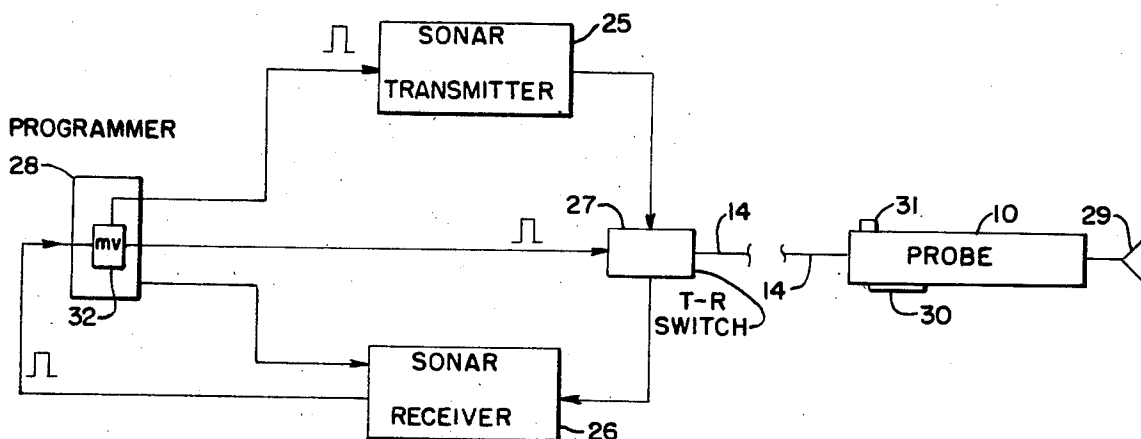 SONAR
TRANSMITTER
25
PROGRAMMER
28
mv
32
27
14
14
T-R
SWITCH
31
10
PROBE
30
29
SONAR
RECEIVER
26